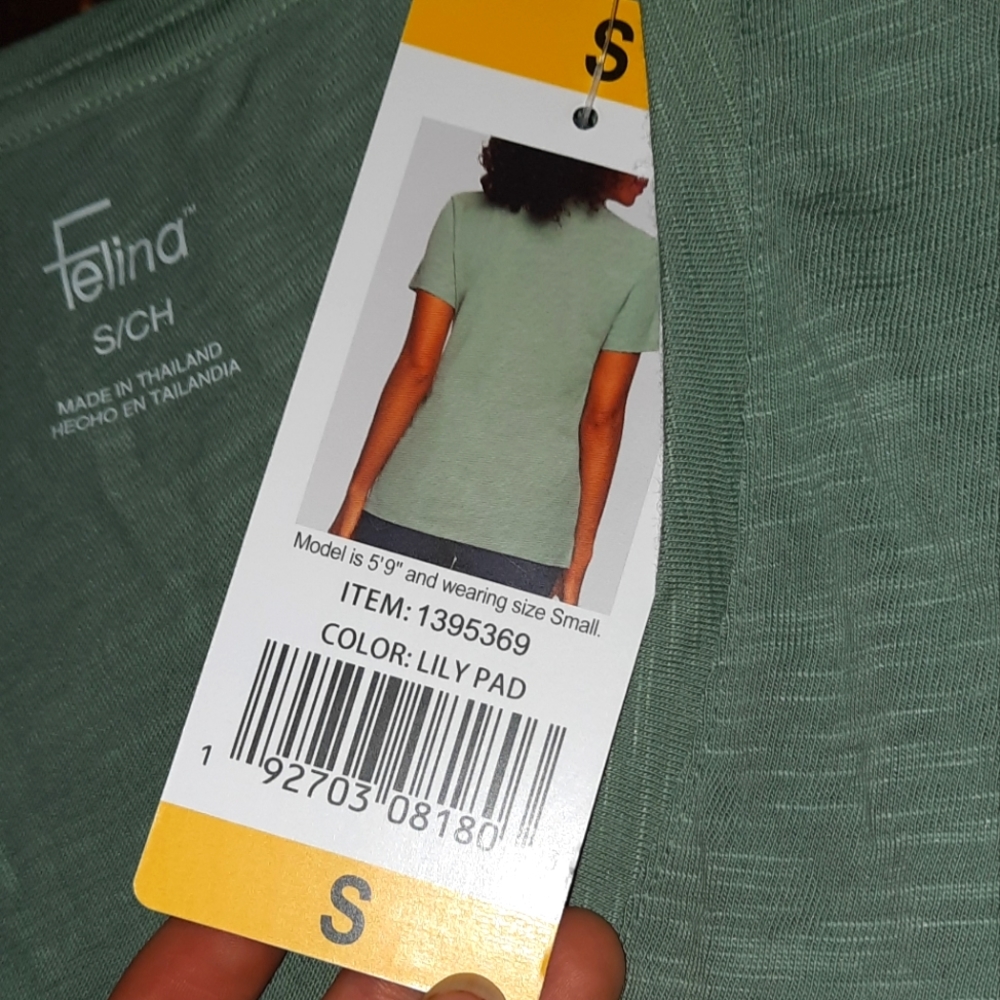 S
Felina™
S/CH
MADE IN THAILAND
HECHO EN TAILANDIA
Model is 5'9" and wearing size Small.
ITEM: 1395369
COLOR: LILY PAD
1 92703 08180
S